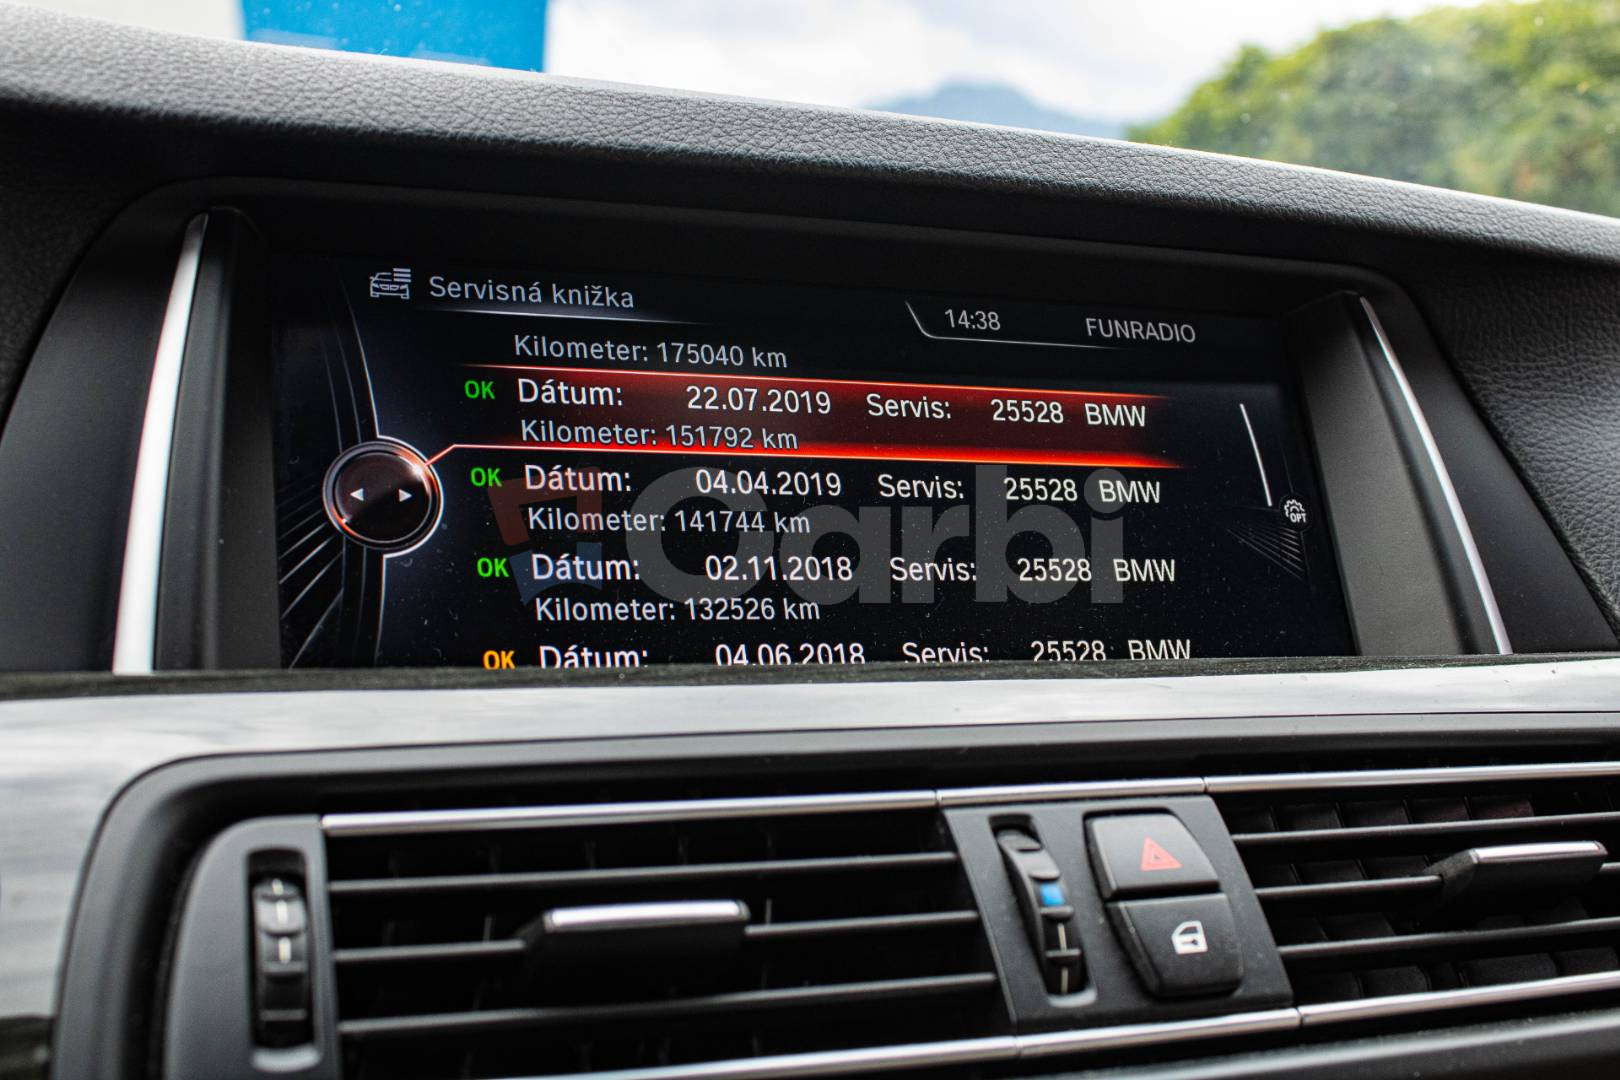 Servisná knižka
14:38 FUNRADIO
Kilometer: 175040 km
OK Dátum: 22.07.2019 Servis: 25528 BMW
Kilometer: 151792 km
OK Dátum: 04.04.2019 Servis: 25528 BMW
Kilometer: 141744 km
OK Dátum: 02.11.2018 Servis: 25528 BMW
Kilometer: 132526 km
OK Dátum: 04.06.2018 Servis: 25528 BMW
OPT
Carbi